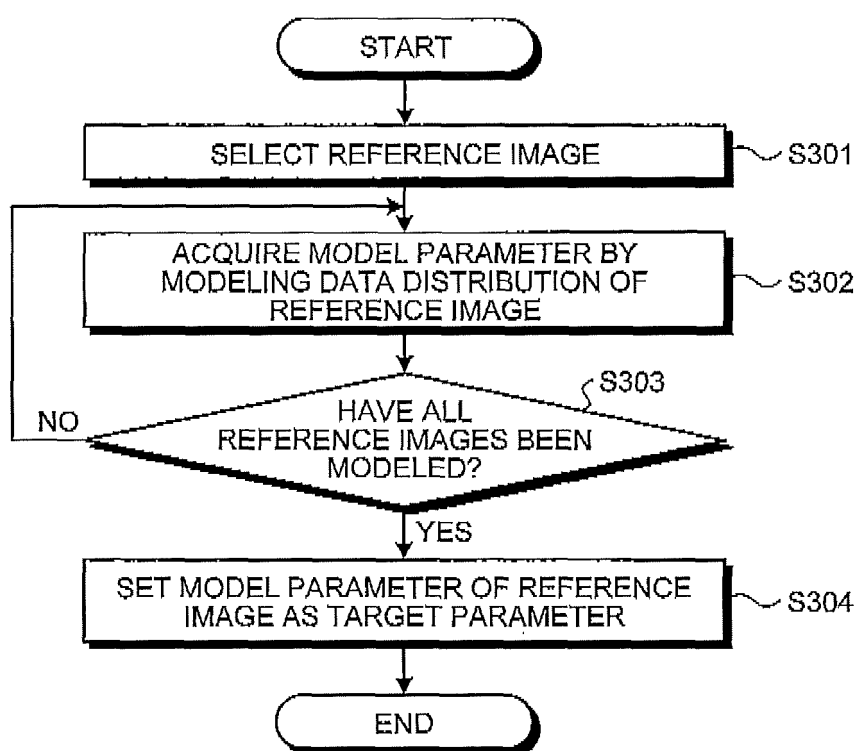 START
SELECT REFERENCE IMAGE
S301
ACQUIRE MODEL PARAMETER BY
MODELING DATA DISTRIBUTION OF
REFERENCE IMAGE
S302
S303
HAVE ALL
REFERENCE IMAGES BEEN
MODELED?
NO
YES
SET MODEL PARAMETER OF REFERENCE
IMAGE AS TARGET PARAMETER
S304
END